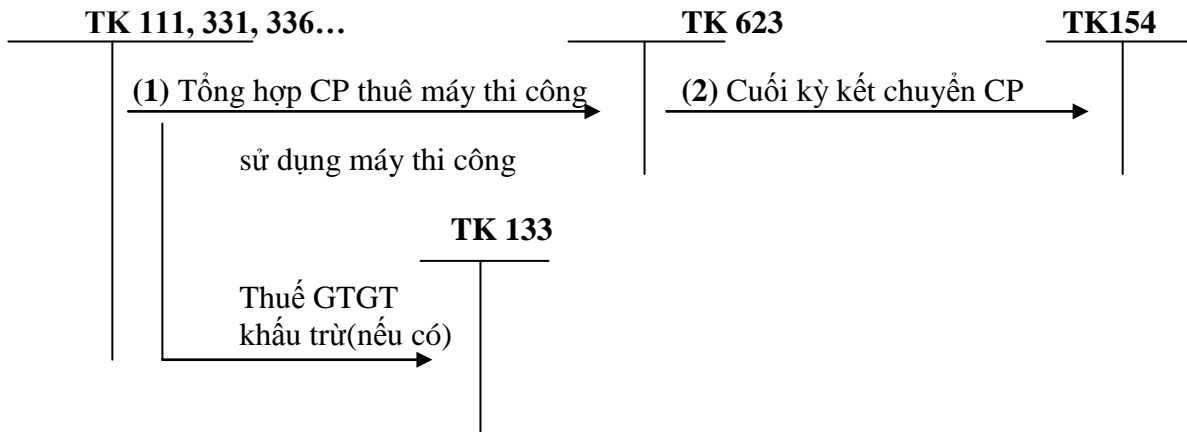 TK 111, 331, 336… TK 623 TK154
(1) Tổng hợp CP thuê máy thi công (2) Cuối kỳ kết chuyển CP
sử dụng máy thi công
TK 133
Thuế GTGT
khấu trừ(nếu có)